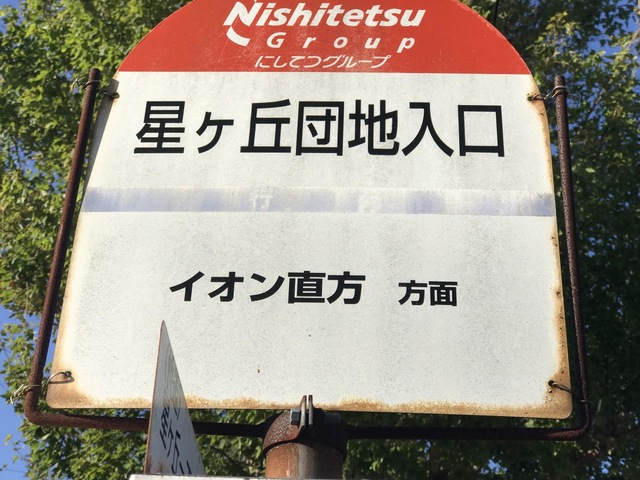 Nishitetsu
Group
にしてつグループ
星ヶ丘団地入口
イオン直方 方面